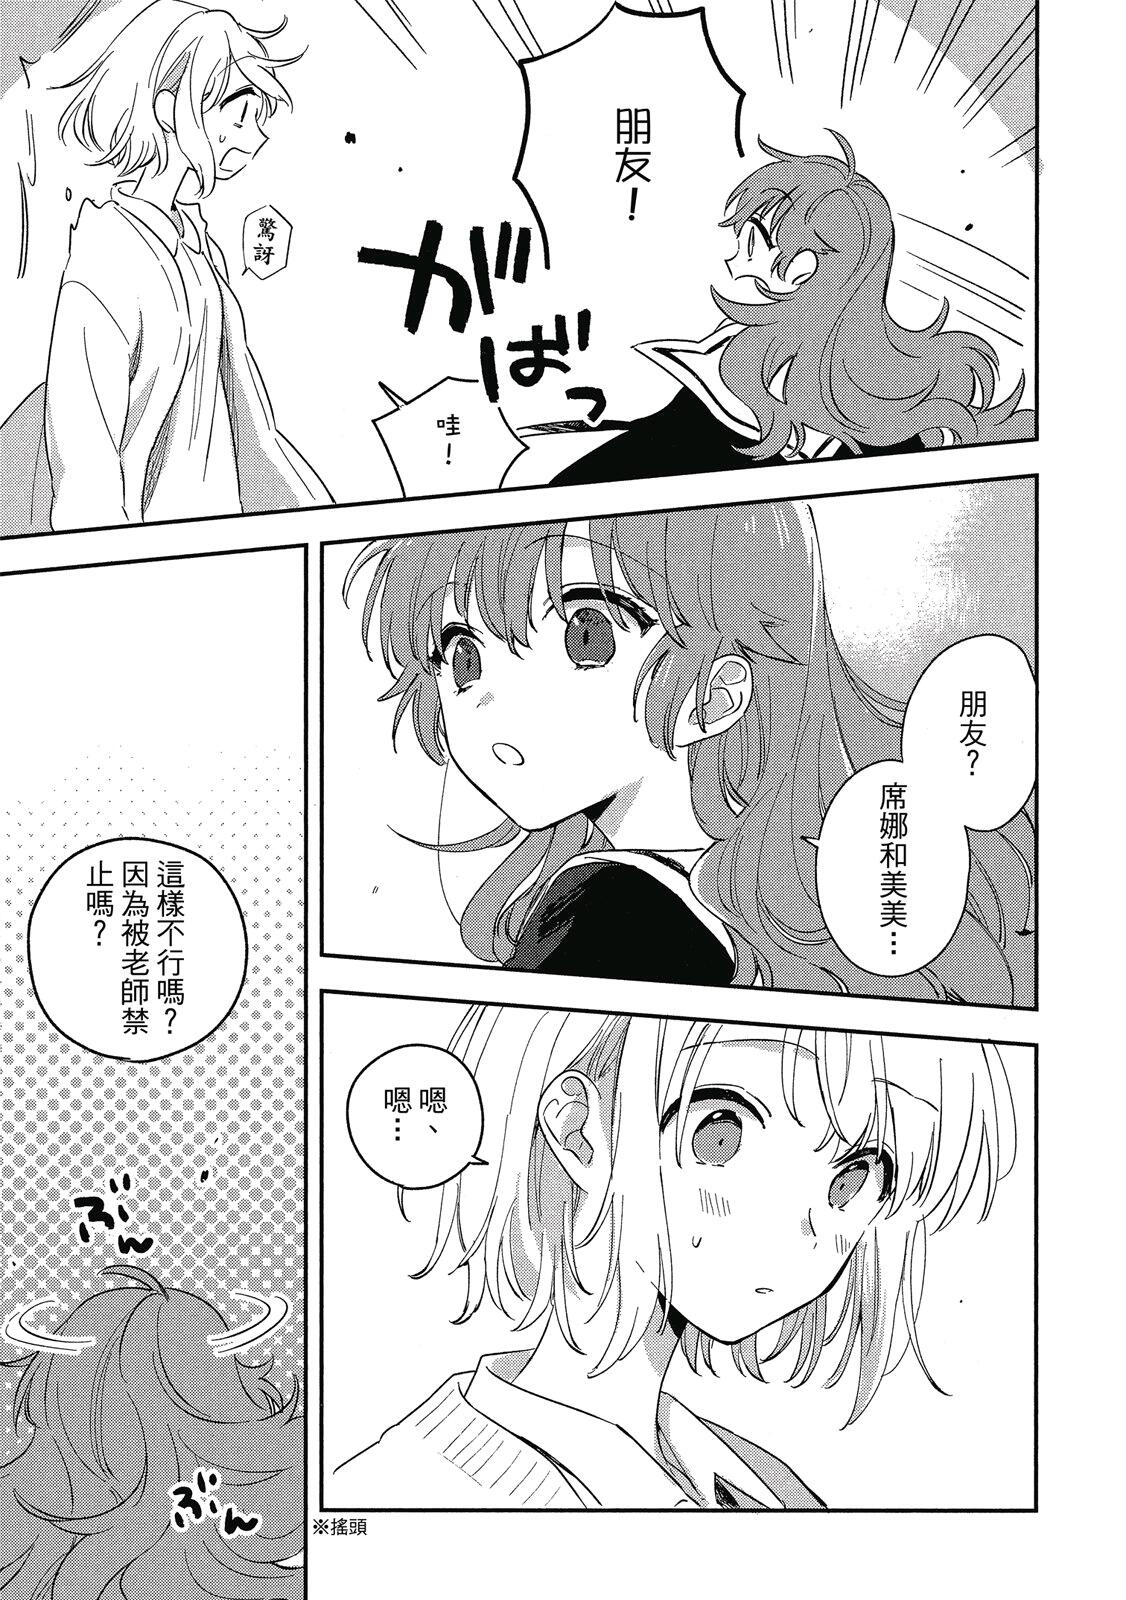 朋友！
がばっ
驚訝
哇！
朋友？
席娜和美美…
嗯、
嗯…
這樣不行嗎？
因為被老師禁
止嗎？
ぶん
ぶん
※搖頭